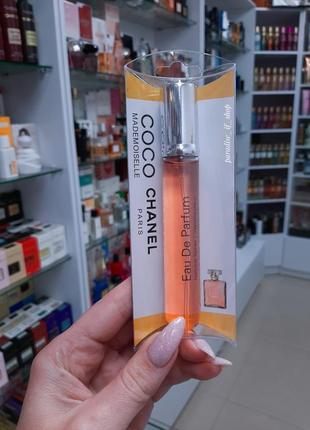 COCO CHANEL
MADEMOISELLE
PARIS
Eau De Parfum